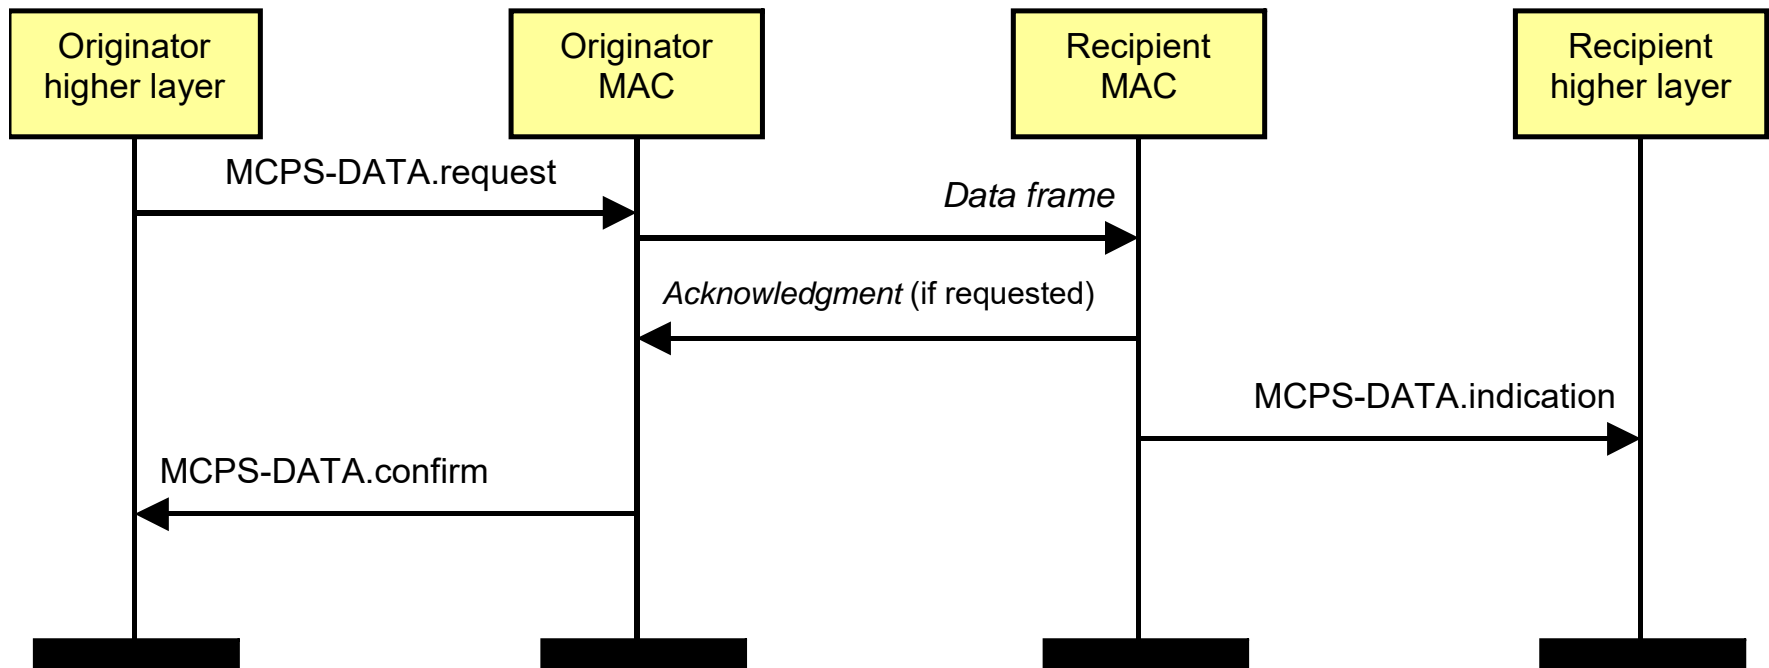 Originator
higher layer
Originator
MAC
Recipient
MAC
Recipient
higher layer
MCPS-DATA.request
Data frame
Acknowledgment (if requested)
MCPS-DATA.indication
MCPS-DATA.confirm